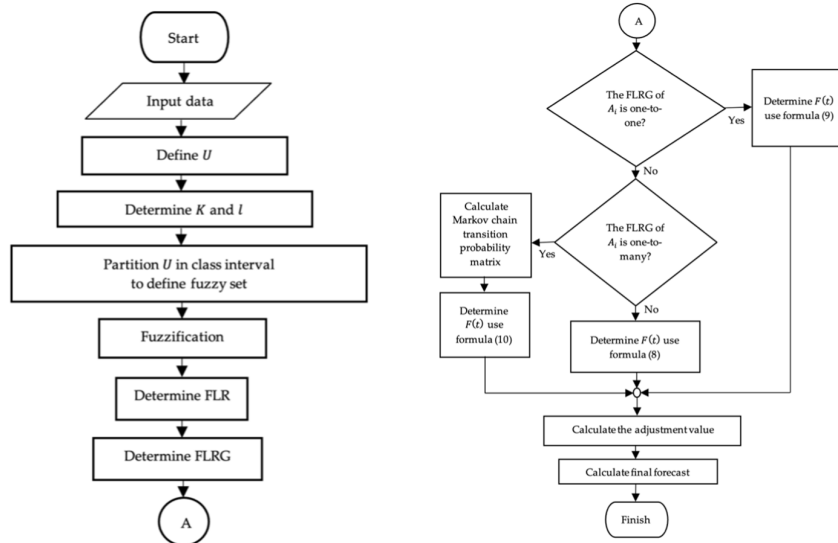 Start
Input data
Define U
Determine K and l
Partition U in class interval
to define fuzzy set
Fuzzification
Determine FLR
Determine FLRG
A
A
The FLRG of
Aᵢ is one-to-
one?
Yes
Determine F(t)
use formula (9)
No
The FLRG of
Aᵢ is one-to-
many?
Yes
Calculate
Markov chain
transition
probability
matrix
Determine
F(t) use
formula (10)
No
Determine F(t) use
formula (8)
Calculate the adjustment value
Calculate final forecast
Finish